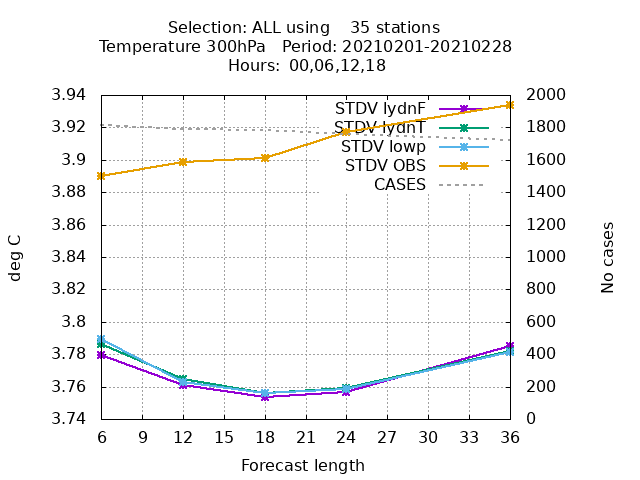 Selection: ALL using    35 stations
Temperature 300hPa   Period: 20210201-20210228
Hours: 00,06,12,18
3.94
3.92
3.9
3.88
3.86
3.84
3.82
3.8
3.78
3.76
3.74
deg C
STDV lydnF
STDV lydnT
STDV lowp
STDV OBS
CASES
2000
1800
1600
1400
1200
1000
800
600
400
200
0
No cases
6 9 12 15 18 21 24 27 30 33 36
Forecast length